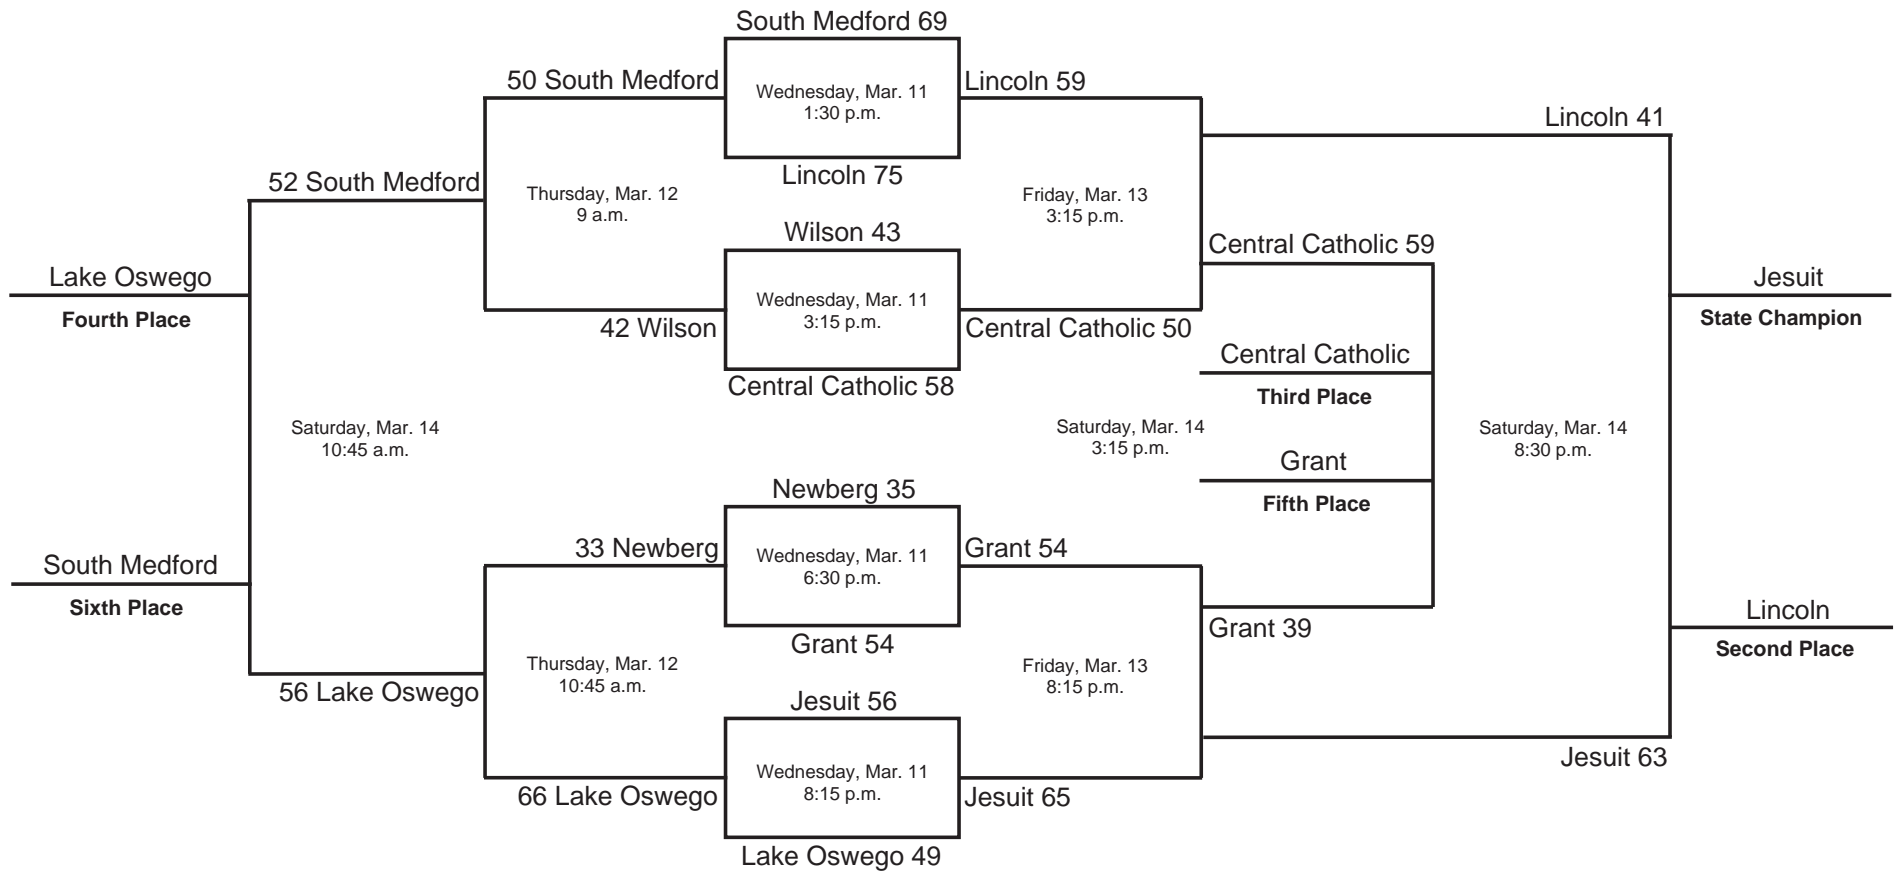 South Medford 69
50 South Medford
Wednesday, Mar. 11
1:30 p.m.
Lincoln 59
Lincoln 41
Lincoln 75
52 South Medford
Thursday, Mar. 12
9 a.m.
Friday, Mar. 13
3:15 p.m.
Wilson 43
Central Catholic 59
Lake Oswego
Fourth Place
Wednesday, Mar. 11
3:15 p.m.
Jesuit
State Champion
42 Wilson
Central Catholic 50
Central Catholic
Third Place
Central Catholic 58
Saturday, Mar. 14
10:45 a.m.
Saturday, Mar. 14
3:15 p.m.
Saturday, Mar. 14
8:30 p.m.
Grant
Fifth Place
Newberg 35
33 Newberg
Wednesday, Mar. 11
6:30 p.m.
Grant 54
South Medford
Sixth Place
Lincoln
Second Place
Grant 39
Grant 54
Thursday, Mar. 12
10:45 a.m.
Friday, Mar. 13
8:15 p.m.
56 Lake Oswego
Jesuit 56
Jesuit 63
Wednesday, Mar. 11
8:15 p.m.
66 Lake Oswego
Jesuit 65
Lake Oswego 49